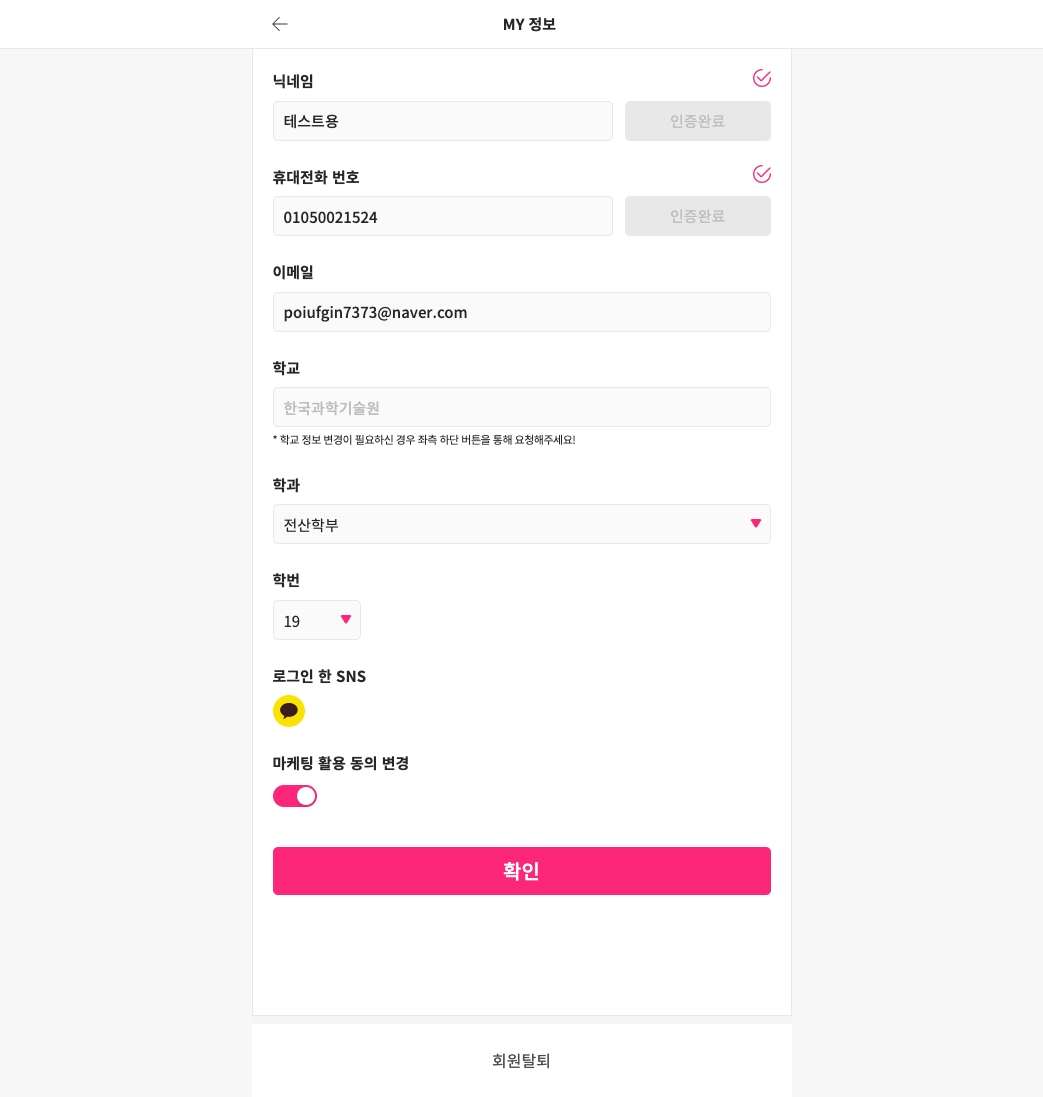 MY 정보
닉네임
테스트용
인증완료
휴대전화 번호
01050021524
인증완료
이메일
poiufgin7373@naver.com
학교
한국과학기술원
* 학교 정보 변경이 필요하신 경우 좌측 하단 버튼을 통해 요청해주세요!
학과
전산학부
학번
19
로그인 한 SNS
마케팅 활용 동의 변경
확인
회원탈퇴